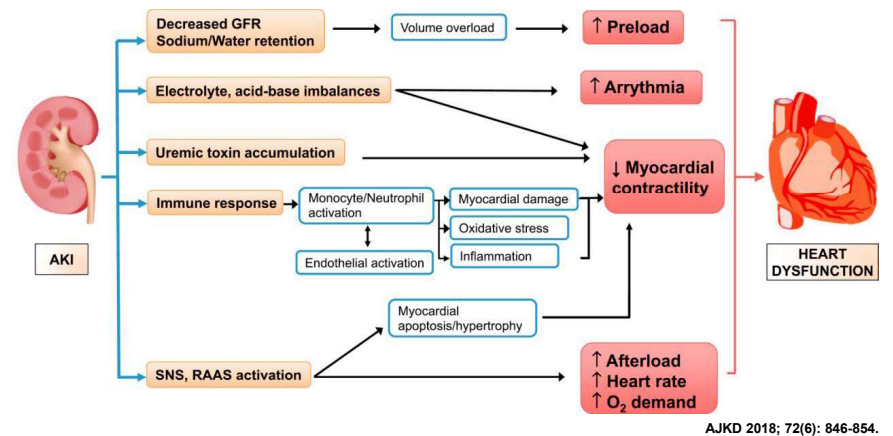 Decreased GFR
Sodium/Water retention
Volume overload
↑ Preload
Electrolyte, acid-base imbalances
↑ Arrythmia
Uremic toxin accumulation
↓ Myocardial
contractility
Immune response
Monocyte/Neutrophil
activation
Myocardial damage
Oxidative stress
Inflammation
Endothelial activation
AKI
HEART
DYSFUNCTION
Myocardial
apoptosis/hypertrophy
SNS, RAAS activation
↑ Afterload
↑ Heart rate
↑ O₂ demand
AJKD 2018; 72(6): 846-854.